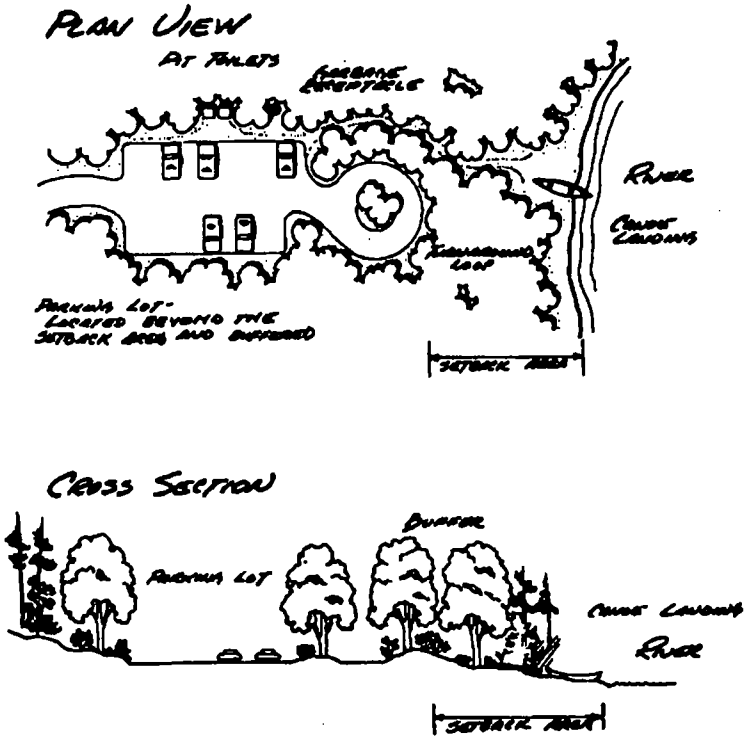 PLAN VIEW
PIT TOILETS
GARBAGE
RECEPTACLE
RIVER
CANOE
LANDING
TURNAROUND
LOOP
PARKING LOT-
LOCATED BEYOND THE
SETBACK AREA AND BUFFERED
SETBACK AREA
CROSS SECTION
BUFFER
PARKING LOT
CANOE LANDING
RIVER
SETBACK AREA